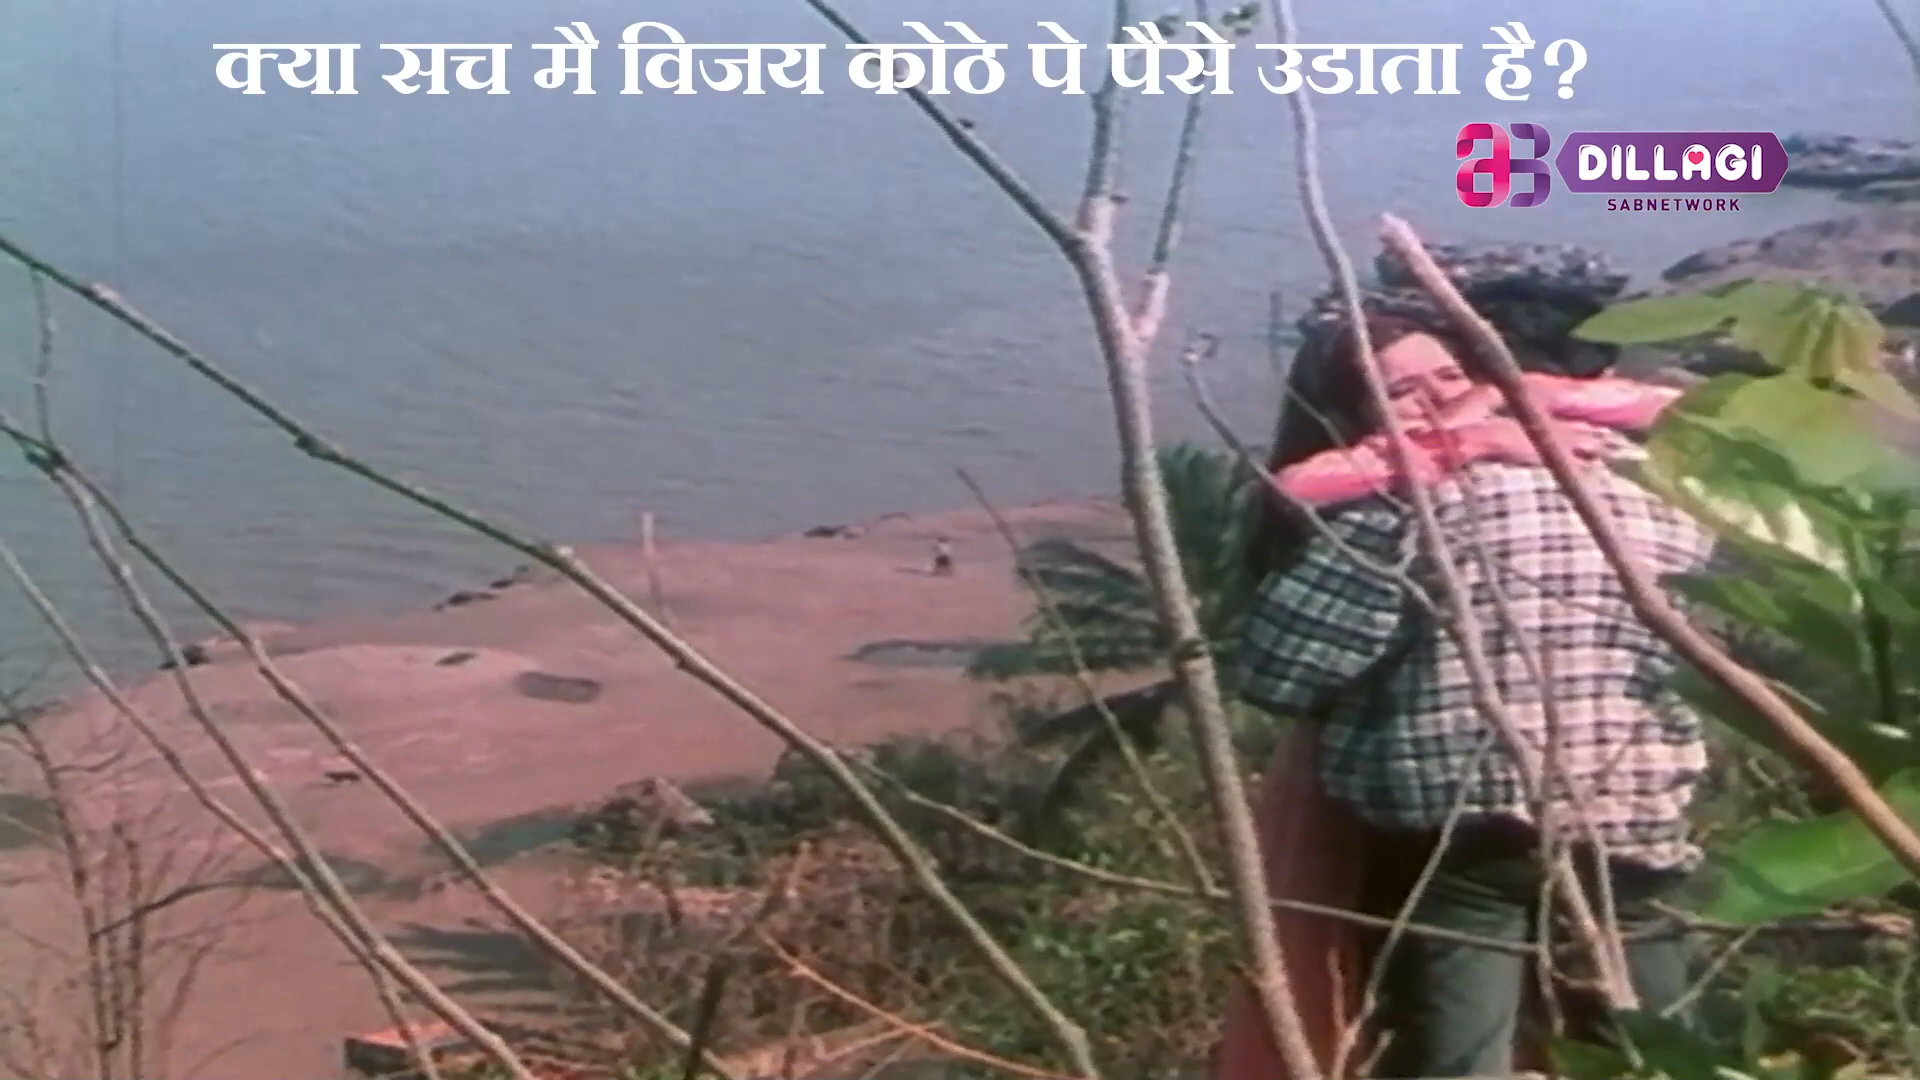 क्या सच मै विजय कोठे पे पैसे उडाता है?
DILLAGI
SABNETWORK